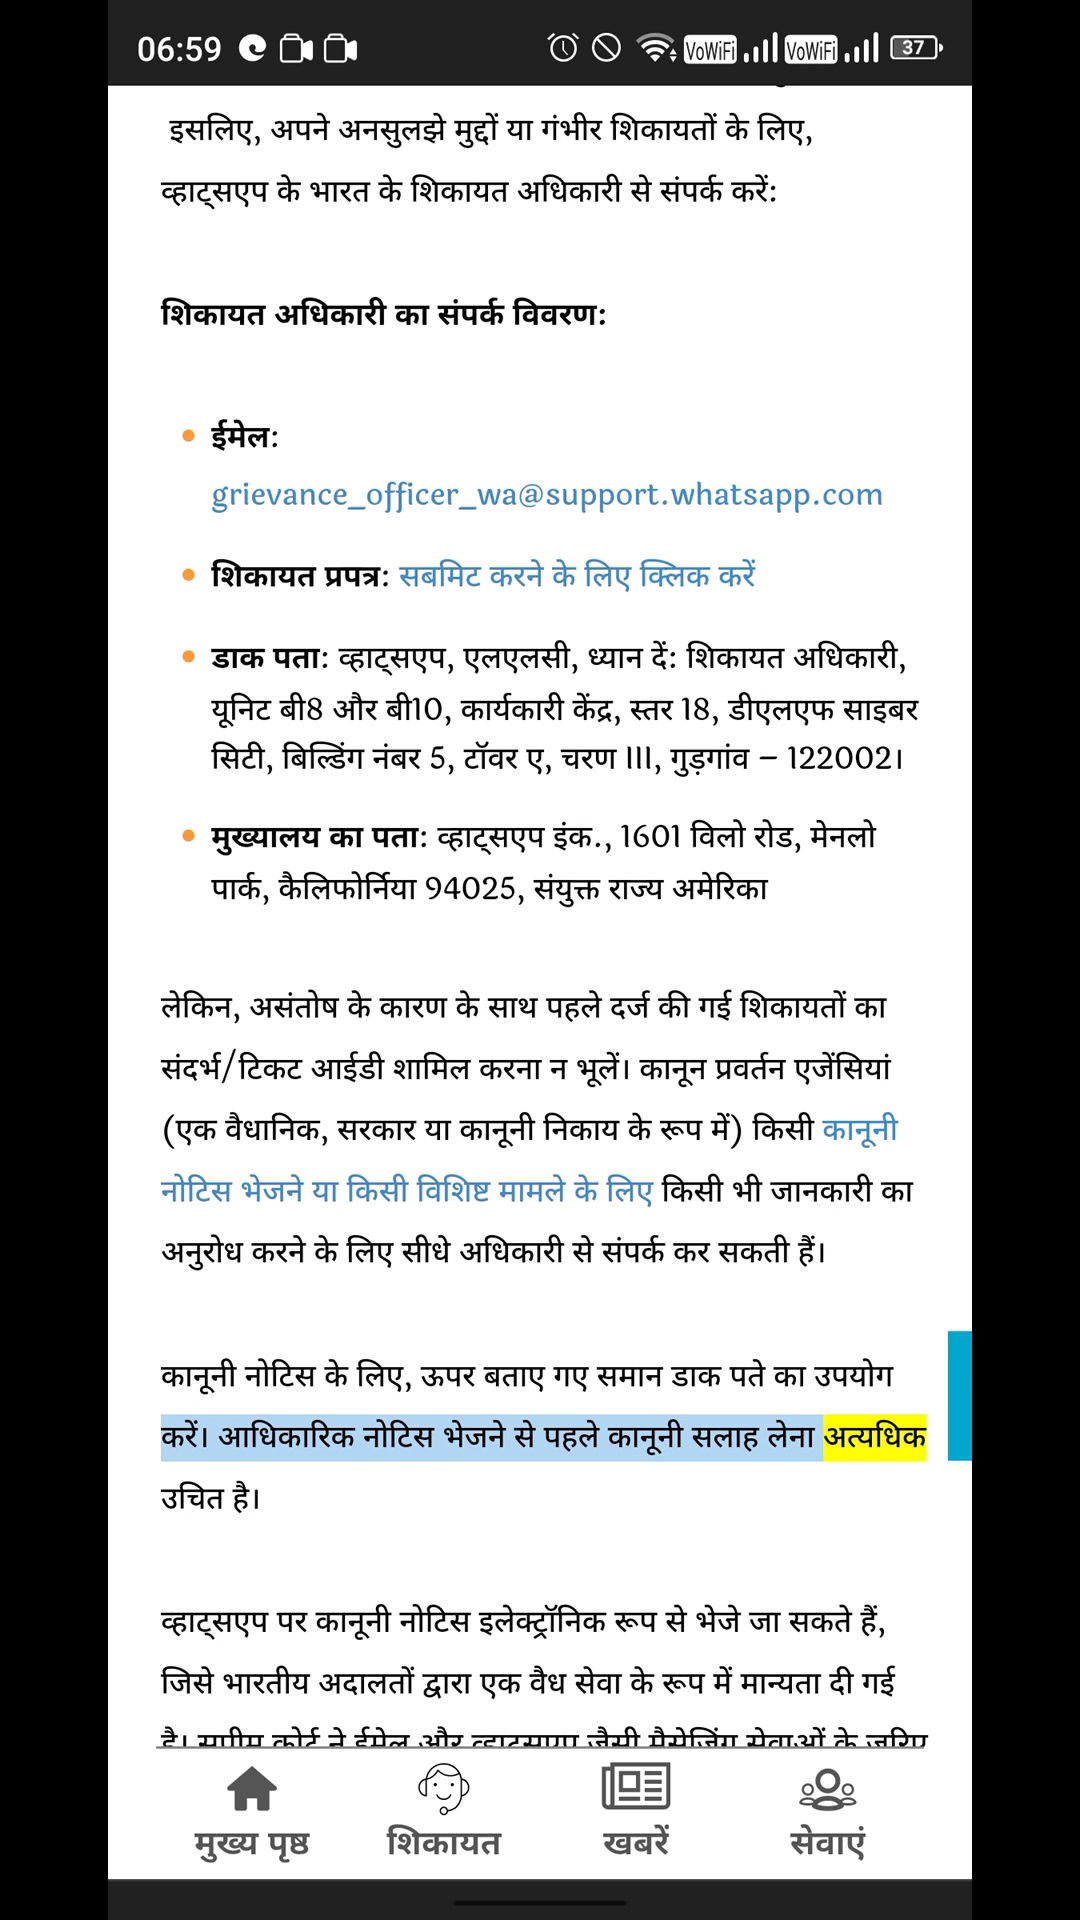 06:59 VoWiFi VoWiFi 37
इसलिए, अपने अनसुलझे मुद्दों या गंभीर शिकायतों के लिए,
व्हाट्सएप के भारत के शिकायत अधिकारी से संपर्क करें:
शिकायत अधिकारी का संपर्क विवरण:
ईमेल:
grievance_officer_wa@support.whatsapp.com
शिकायत प्रपत्र: सबमिट करने के लिए क्लिक करें
डाक पता: व्हाट्सएप, एलएलसी, ध्यान दें: शिकायत अधिकारी,
यूनिट बी8 और बी10, कार्यकारी केंद्र, स्तर 18, डीएलएफ साइबर
सिटी, बिल्डिंग नंबर 5, टॉवर ए, चरण III, गुड़गांव – 122002।
मुख्यालय का पता: व्हाट्सएप इंक., 1601 विलो रोड, मेनलो
पार्क, कैलिफोर्निया 94025, संयुक्त राज्य अमेरिका
लेकिन, असंतोष के कारण के साथ पहले दर्ज की गई शिकायतों का
संदर्भ/टिकट आईडी शामिल करना न भूलें। कानून प्रवर्तन एजेंसियां
(एक वैधानिक, सरकार या कानूनी निकाय के रूप में) किसी कानूनी
नोटिस भेजने या किसी विशिष्ट मामले के लिए किसी भी जानकारी का
अनुरोध करने के लिए सीधे अधिकारी से संपर्क कर सकती हैं।
कानूनी नोटिस के लिए, ऊपर बताए गए समान डाक पते का उपयोग
करें। आधिकारिक नोटिस भेजने से पहले कानूनी सलाह लेना अत्यधिक
उचित है।
व्हाट्सएप पर कानूनी नोटिस इलेक्ट्रॉनिक रूप से भेजे जा सकते हैं,
जिसे भारतीय अदालतों द्वारा एक वैध सेवा के रूप में मान्यता दी गई
है। सुप्रीम कोर्ट ने ईमेल और व्हाट्सएप जैसी मैसेजिंग सेवाओं के जरिए
मुख्य पृष्ठ शिकायत खबरें सेवाएं